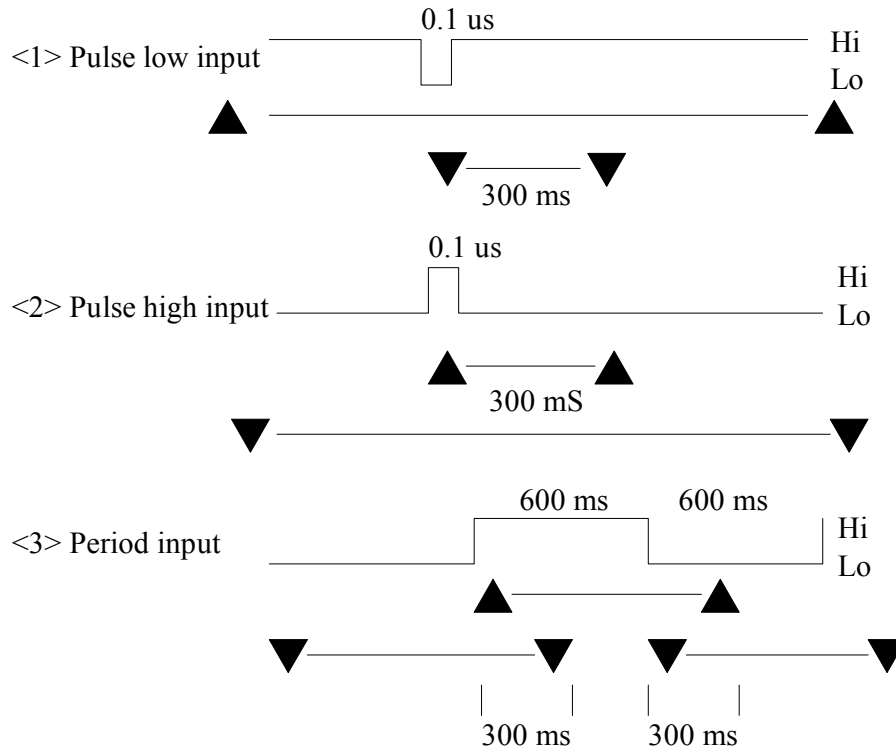 0.1 us
<1> Pulse low input
Hi
Lo
300 ms
0.1 us
<2> Pulse high input
Hi
Lo
300 mS
600 ms 600 ms
<3> Period input
Hi
Lo
300 ms 300 ms